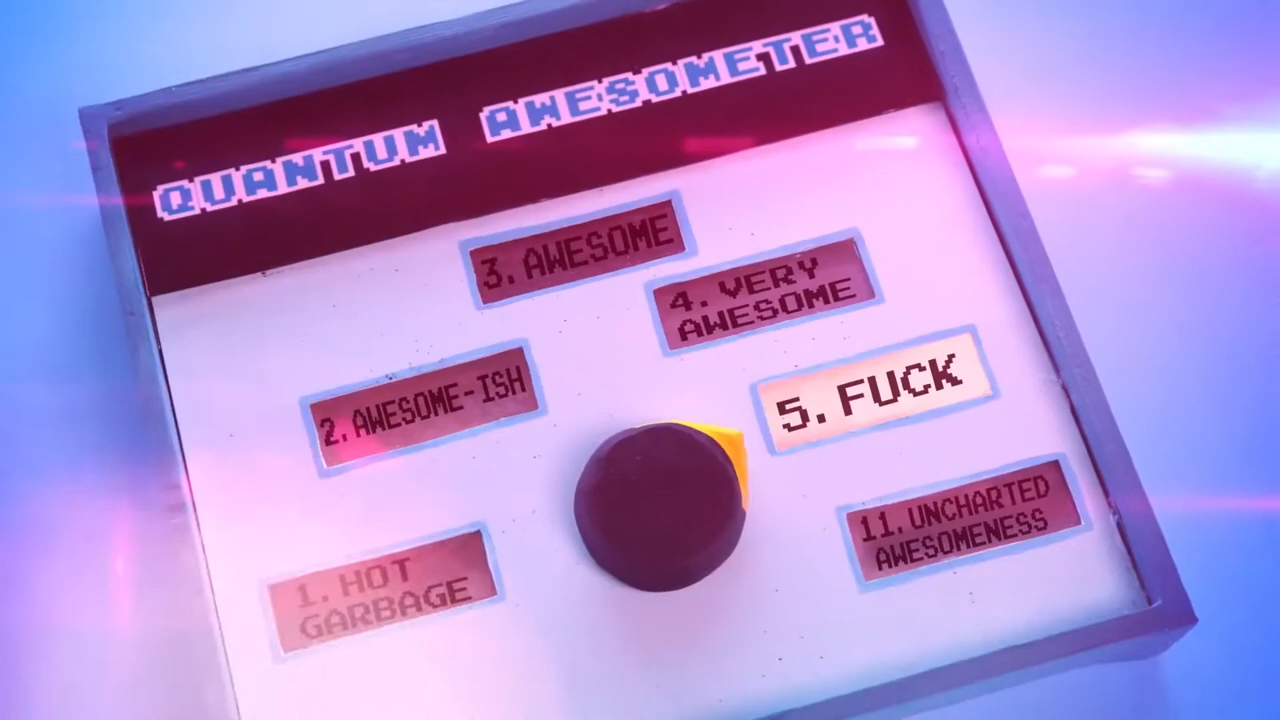 QUANTUM AWESOMETER
3. AWESOME
4. VERY
AWESOME
2. AWESOME-ISH
5. FUCK
1. HOT
GARBAGE
11. UNCHARTED
AWESOMENESS